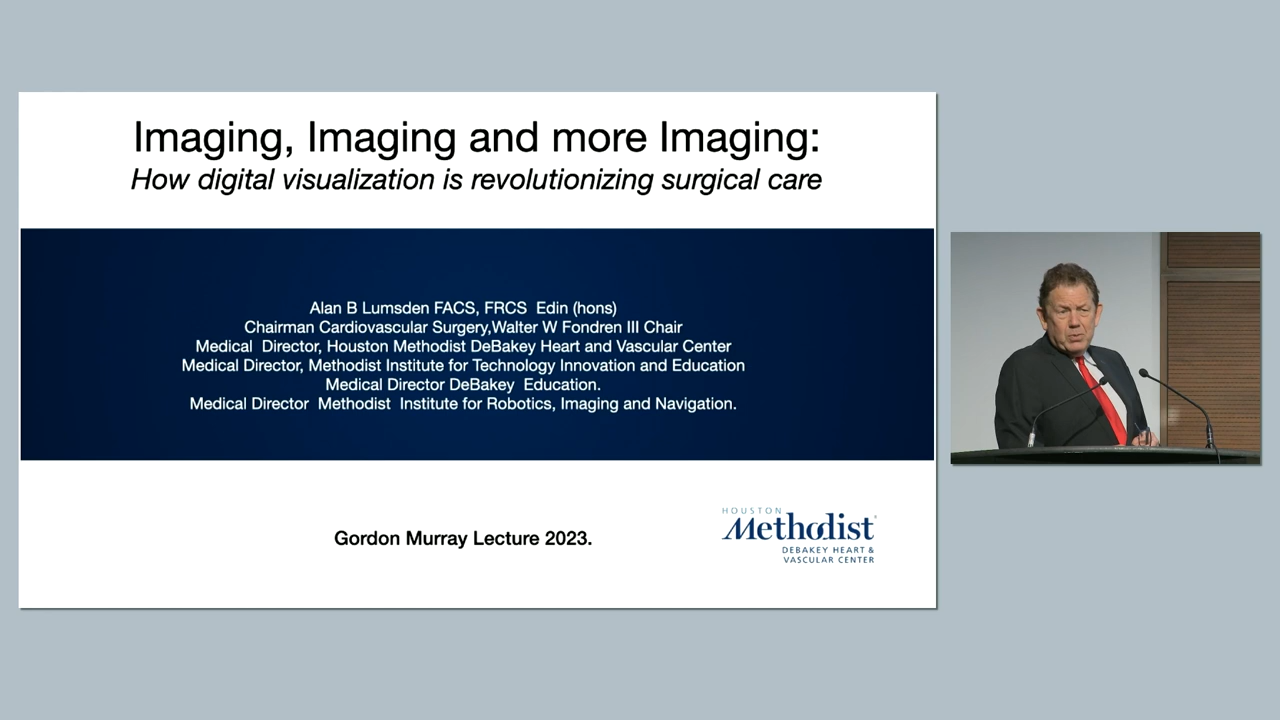 Imaging, Imaging and more Imaging:
How digital visualization is revolutionizing surgical care
Alan B Lumsden FACS, FRCS Edin (hons)
Chairman Cardiovascular Surgery,Walter W Fondren III Chair
Medical Director, Houston Methodist DeBakey Heart and Vascular Center
Medical Director, Methodist Institute for Technology Innovation and Education
Medical Director DeBakey Education.
Medical Director Methodist Institute for Robotics, Imaging and Navigation.
Gordon Murray Lecture 2023.
HOUSTON
Methodist
DEBAKEY HEART &
VASCULAR CENTER